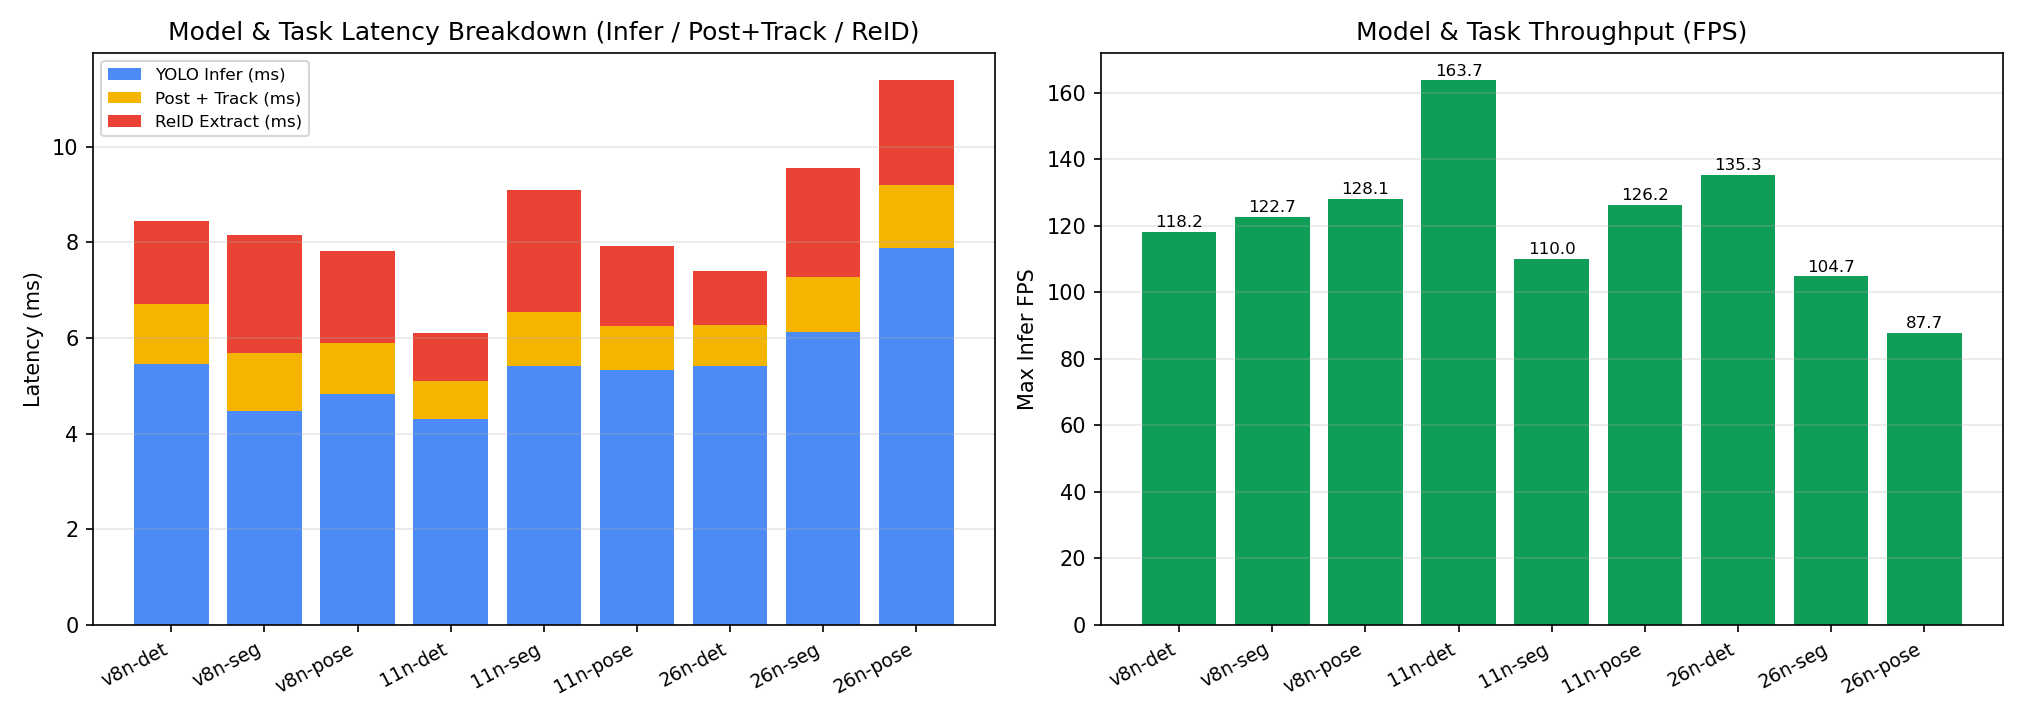 Model & Task Latency Breakdown (Infer / Post+Track / ReID)
YOLO Infer (ms)
Post + Track (ms)
ReID Extract (ms)
Latency (ms)
10
8
6
4
2
0
v8n-det
v8n-seg
v8n-pose
11n-det
11n-seg
11n-pose
26n-det
26n-seg
26n-pose
Model & Task Throughput (FPS)
Max Infer FPS
160
140
120
100
80
60
40
20
0
118.2
122.7
128.1
163.7
110.0
126.2
135.3
104.7
87.7
v8n-det
v8n-seg
v8n-pose
11n-det
11n-seg
11n-pose
26n-det
26n-seg
26n-pose